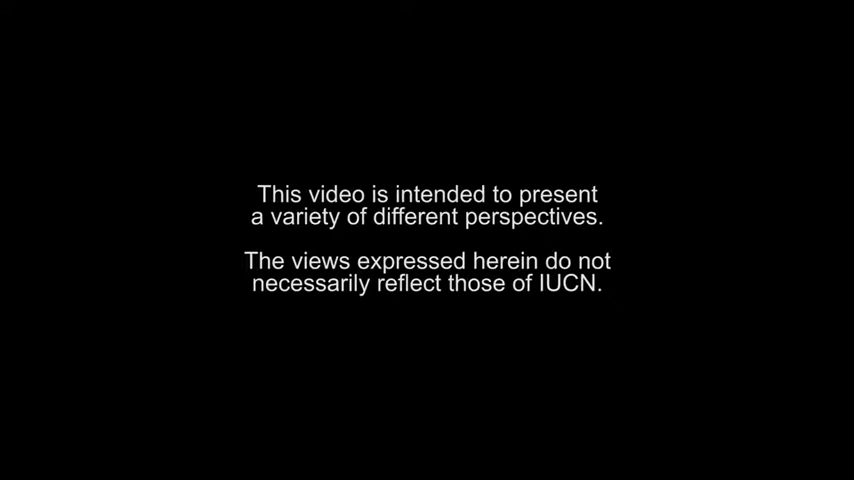 This video is intended to present
a variety of different perspectives.
The views expressed herein do not
necessarily reflect those of IUCN.